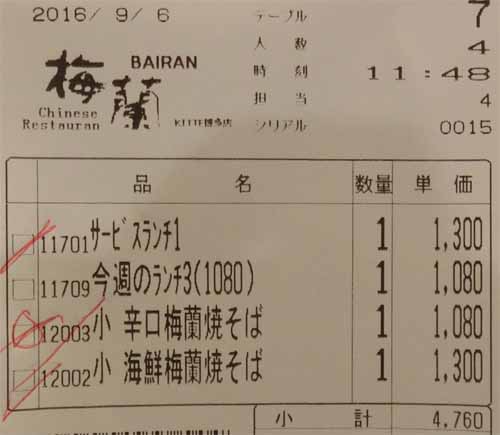 2016/ 9/ 6
テーブル 7
人 数 4
時 刻 11:48
担 当 4
シリアル 0015
梅蘭
BAIRAN
Chinese
Restauran
KITTE博多店
品 名 数量 単 価
11701 サービスランチ1 1 1,300
11709 今週のランチ3(1080) 1 1,080
12003 小 辛口梅蘭焼そば 1 1,080
12002 小 海鮮梅蘭焼そば 1 1,300
小 計 4,760